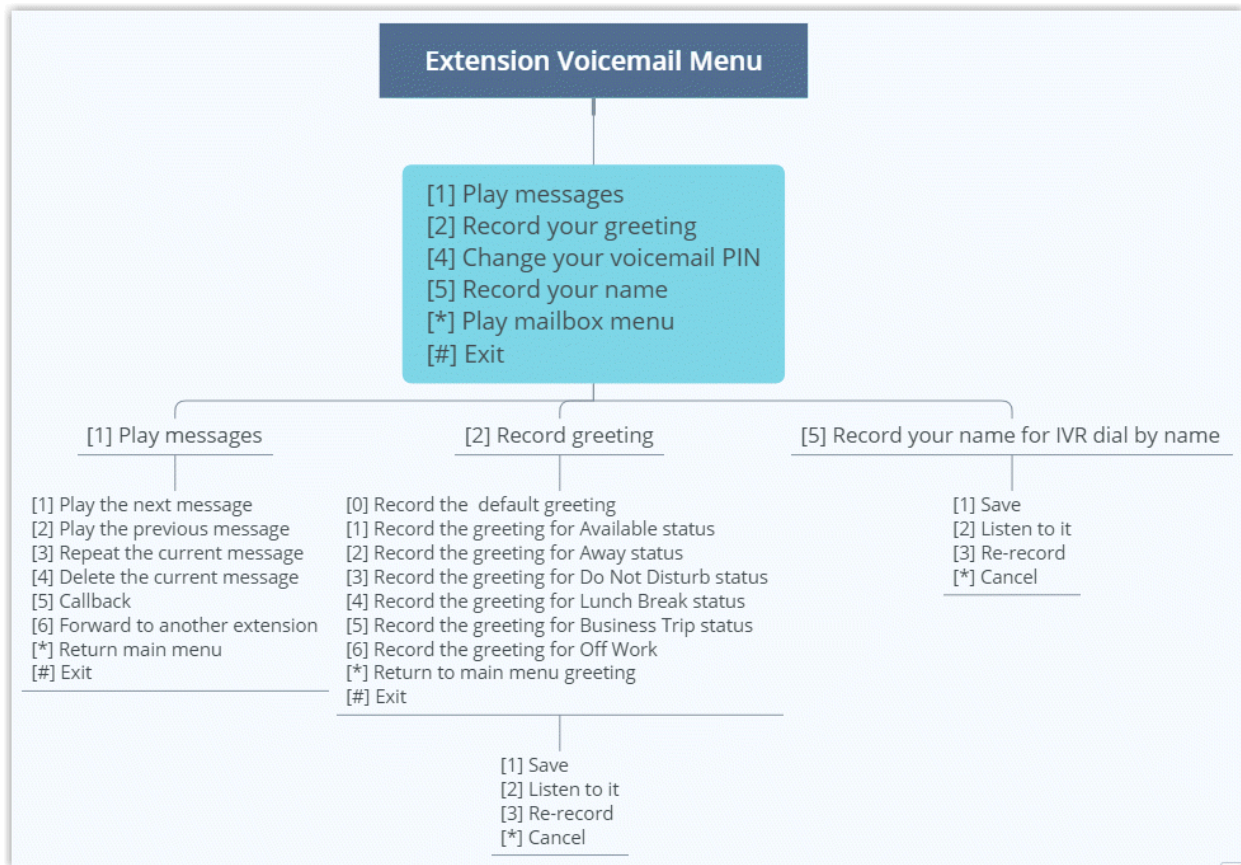 Extension Voicemail Menu
[1] Play messages
[2] Record your greeting
[4] Change your voicemail PIN
[5] Record your name
[*] Play mailbox menu
[#] Exit
[1] Play messages
[1] Play the next message
[2] Play the previous message
[3] Repeat the current message
[4] Delete the current message
[5] Callback
[6] Forward to another extension
[*] Return main menu
[#] Exit
[2] Record greeting
[0] Record the  default greeting
[1] Record the greeting for Available status
[2] Record the greeting for Away status
[3] Record the greeting for Do Not Disturb status
[4] Record the greeting for Lunch Break status
[5] Record the greeting for Business Trip status
[6] Record the greeting for Off Work
[*] Return to main menu greeting
[#] Exit
[1] Save
[2] Listen to it
[3] Re-record
[*] Cancel
[5] Record your name for IVR dial by name
[1] Save
[2] Listen to it
[3] Re-record
[*] Cancel